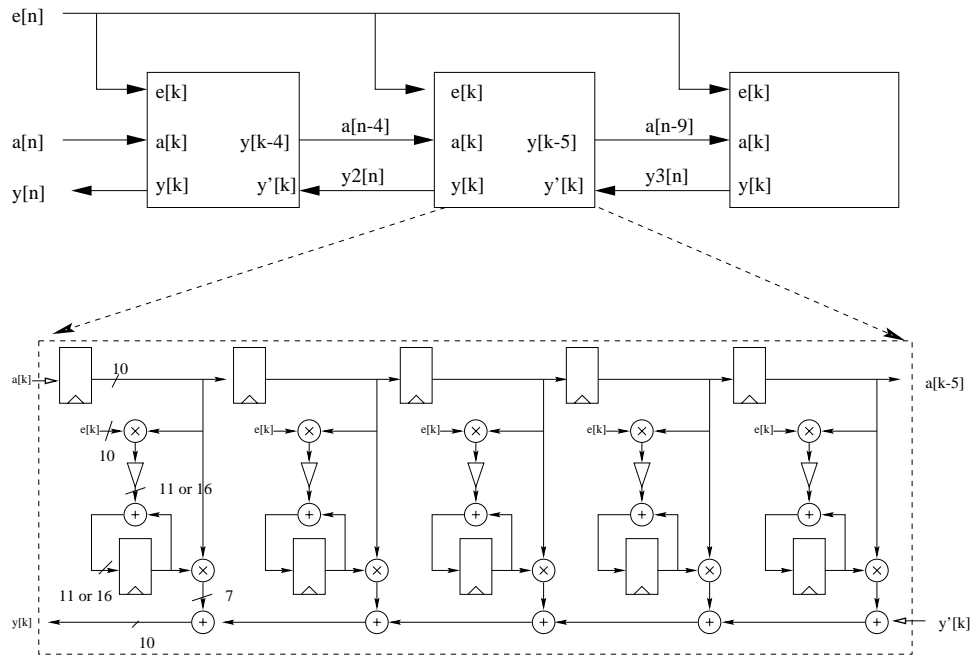 e[n]
e[k] e[k] e[k]
a[n] a[k] y[k-4] a[n-4] a[k] y[k-5] a[n-9] a[k]
y[n] y[k] y'[k] y2[n] y[k] y'[k] y3[n] y[k]
a[k] 10 a[k-5]
e[k] × e[k] × e[k] × e[k] × e[k] ×
10
11 or 16
+ + + + +
× × × × ×
11 or 16
7
y[k] + + + + + y'[k]
10